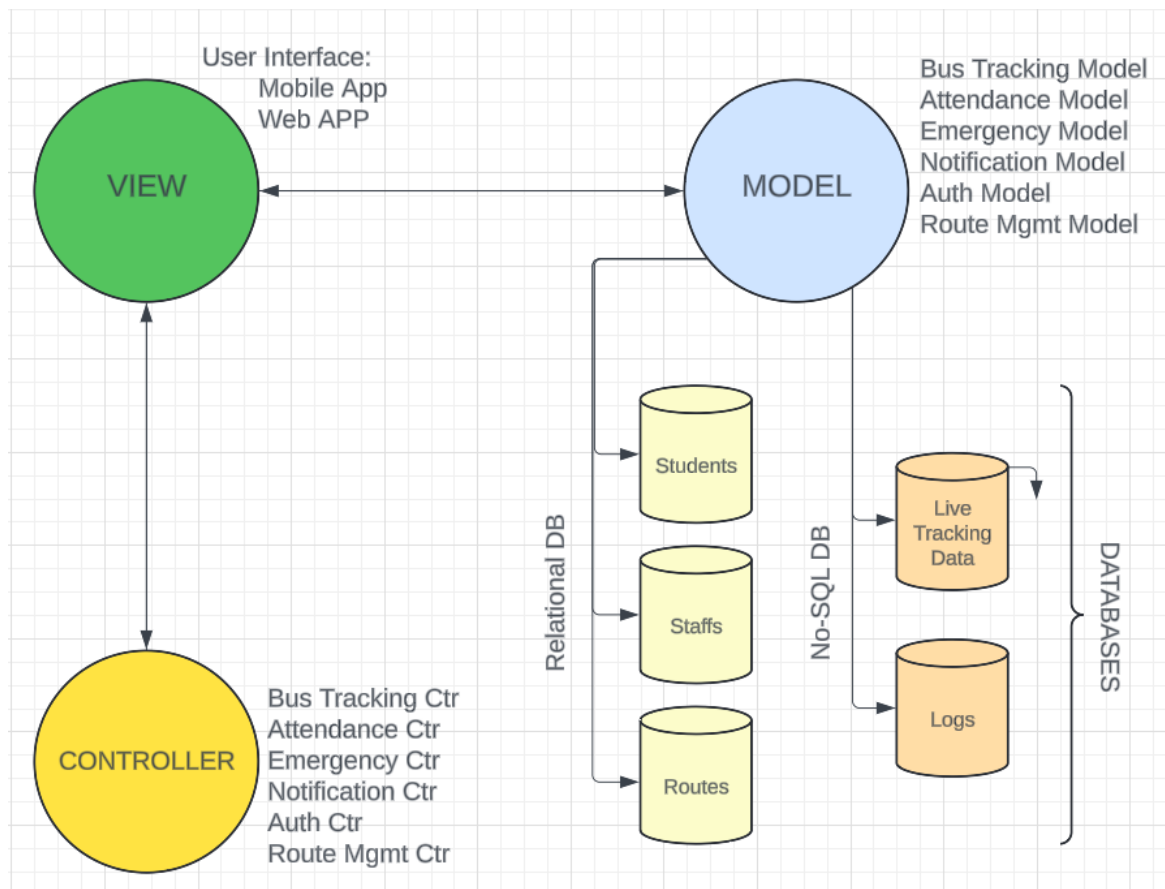 User Interface:
Mobile App
Web APP
VIEW
MODEL
Bus Tracking Model
Attendance Model
Emergency Model
Notification Model
Auth Model
Route Mgmt Model
Relational DB
Students
Staffs
Routes
No-SQL DB
Live
Tracking
Data
Logs
DATABASES
CONTROLLER
Bus Tracking Ctr
Attendance Ctr
Emergency Ctr
Notification Ctr
Auth Ctr
Route Mgmt Ctr